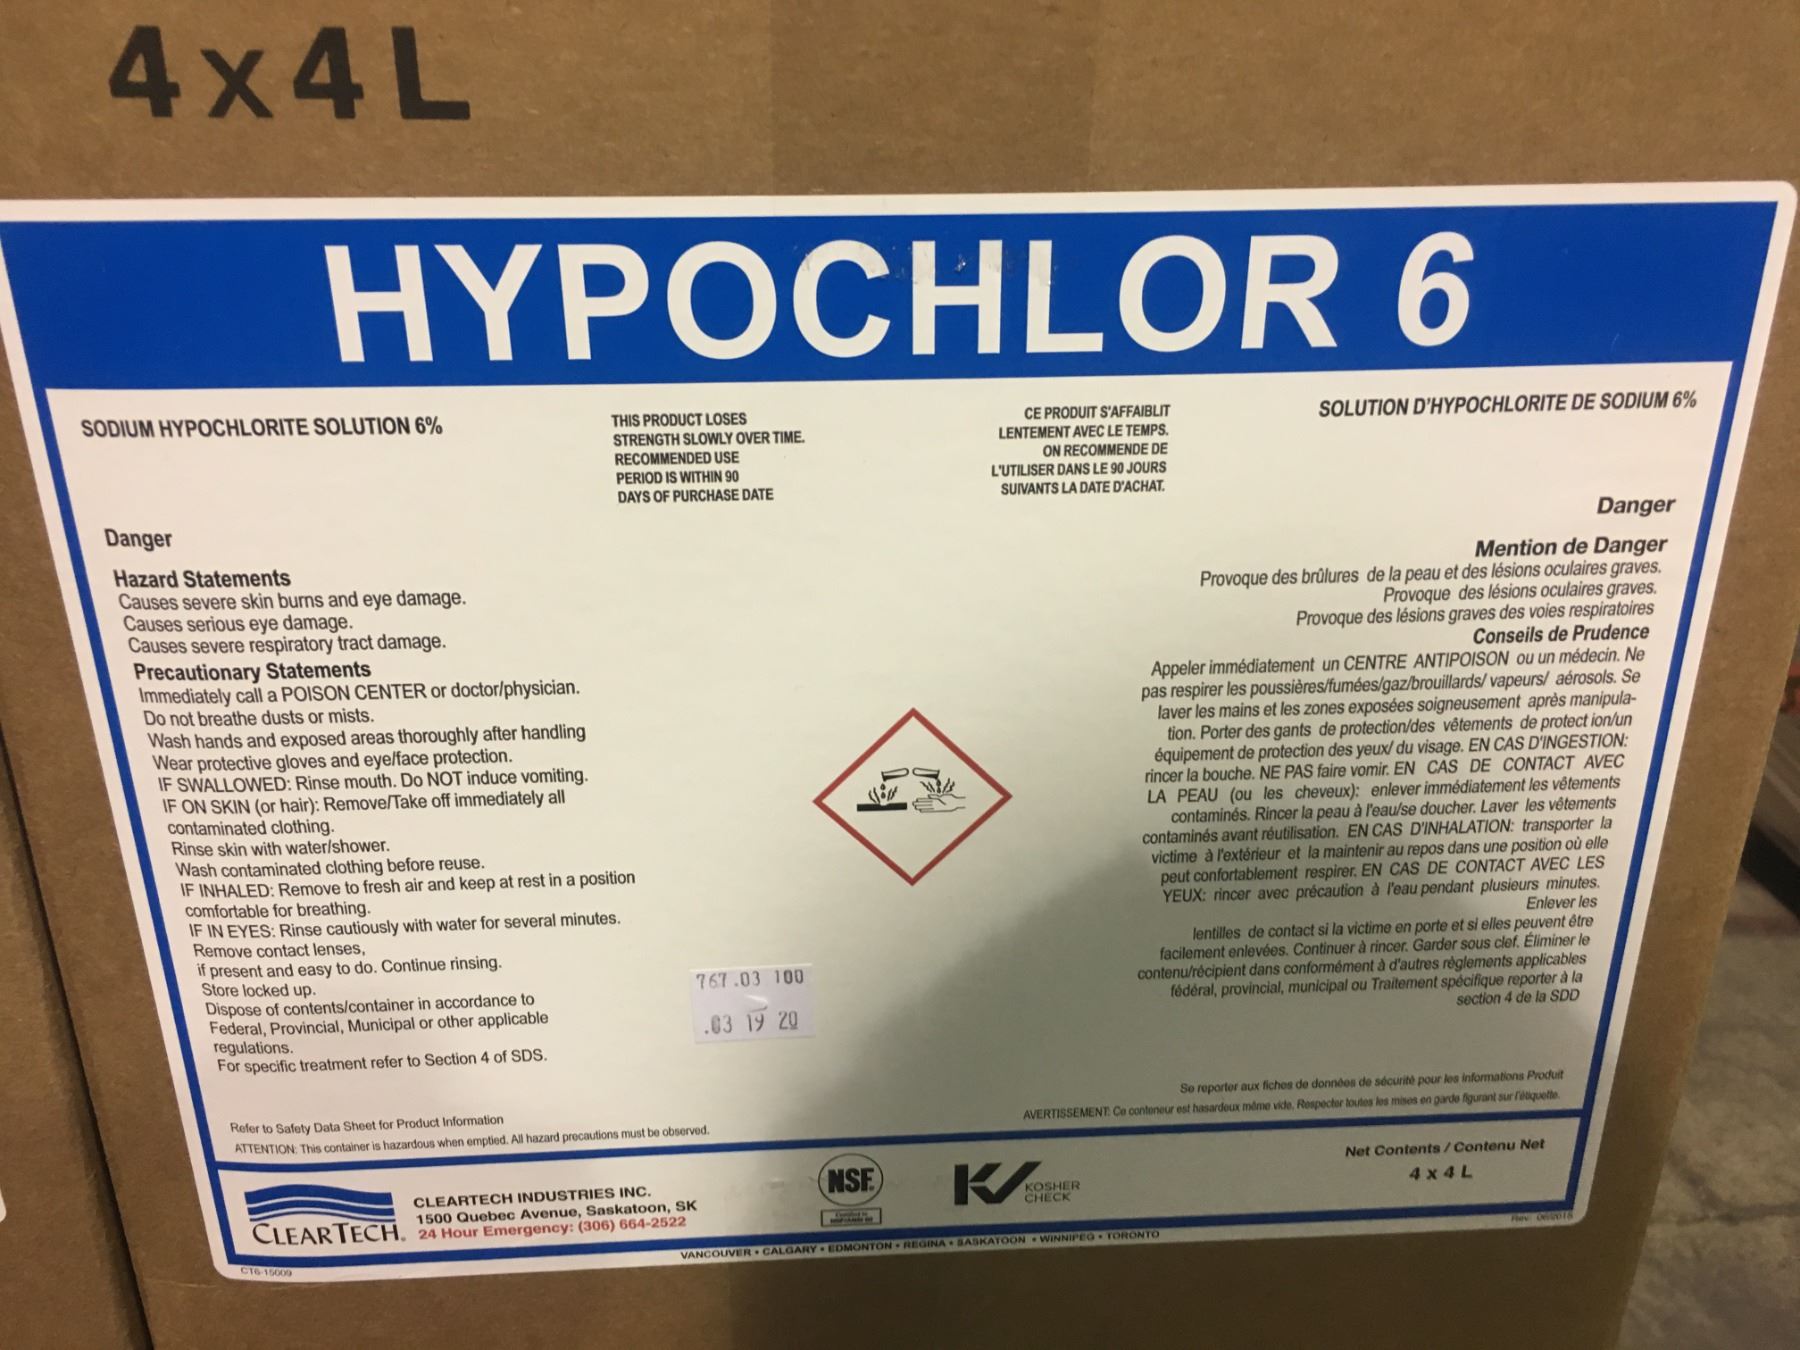 4x4L
HYPOCHLOR 6
SODIUM HYPOCHLORITE SOLUTION 6%
THIS PRODUCT LOSES
STRENGTH SLOWLY OVER TIME.
RECOMMENDED USE
PERIOD IS WITHIN 90
DAYS OF PURCHASE DATE
CE PRODUIT S'AFFAIBLIT
LENTEMENT AVEC LE TEMPS.
ON RECOMMENDE DE
L'UTILISER DANS LE 90 JOURS
SUIVANTS LA DATE D'ACHAT.
SOLUTION D'HYPOCHLORITE DE SODIUM 6%
Danger
Hazard Statements
Causes severe skin burns and eye damage.
Causes serious eye damage.
Causes severe respiratory tract damage.
Precautionary Statements
Immediately call a POISON CENTER or doctor/physician.
Do not breathe dusts or mists.
Wash hands and exposed areas thoroughly after handling
Wear protective gloves and eye/face protection.
IF SWALLOWED: Rinse mouth. Do NOT induce vomiting.
IF ON SKIN (or hair): Remove/Take off immediately all
contaminated clothing.
Rinse skin with water/shower.
Wash contaminated clothing before reuse.
IF INHALED: Remove to fresh air and keep at rest in a position
comfortable for breathing.
IF IN EYES: Rinse cautiously with water for several minutes.
Remove contact lenses,
if present and easy to do. Continue rinsing.
Store locked up.
Dispose of contents/container in accordance to
Federal, Provincial, Municipal or other applicable
regulations.
For specific treatment refer to Section 4 of SDS.
Danger
Mention de Danger
Provoque des brûlures de la peau et des lésions oculaires graves.
Provoque des lésions oculaires graves.
Provoque des lésions graves des voies respiratoires
Conseils de Prudence
Appeler immédiatement un CENTRE ANTIPOISON ou un médecin. Ne
pas respirer les poussières/fumées/gaz/brouillards/ vapeurs/ aérosols. Se
laver les mains et les zones exposées soigneusement après manipula-
tion. Porter des gants de protection/des vêtements de protect ion/un
équipement de protection des yeux/ du visage. EN CAS D'INGESTION:
rincer la bouche. NE PAS faire vomir. EN CAS DE CONTACT AVEC
LA PEAU (ou les cheveux): enlever immédiatement les vêtements
contaminés. Rincer la peau à l'eau/se doucher. Laver les vêtements
contaminés avant réutilisation. EN CAS D'INHALATION: transporter la
victime à l'extérieur et la maintenir au repos dans une position où elle
peut confortablement respirer. EN CAS DE CONTACT AVEC LES
YEUX: rincer avec précaution à l'eau pendant plusieurs minutes.
Enlever les
lentilles de contact si la victime en porte et si elles peuvent être
facilement enlevées. Continuer à rincer. Garder sous clef. Éliminer le
contenu/récipient dans conformément à d'autres règlements applicables
fédéral, provincial, municipal ou Traitement spécifique reporter à la
section 4 de la SDD
767.03 100
.03 19 20
Refer to Safety Data Sheet for Product Information
ATTENTION: This container is hazardous when emptied. All hazard precautions must be observed.
Se reporter aux fiches de données de sécurité pour les informations Produit
AVERTISSEMENT: Ce conteneur est hasardeux même vide. Respecter toutes les mises en garde figurant sur l'étiquette.
CLEARTECH.
CLEARTECH INDUSTRIES INC.
1500 Quebec Avenue, Saskatoon, SK
24 Hour Emergency: (306) 664-2522
NSF.
KOSHER
CHECK
Net Contents / Contenu Net
4 x 4 L
Rev: 06/2015
VANCOUVER • CALGARY • EDMONTON • REGINA • SASKATOON • WINNIPEG • TORONTO
CT6-15009